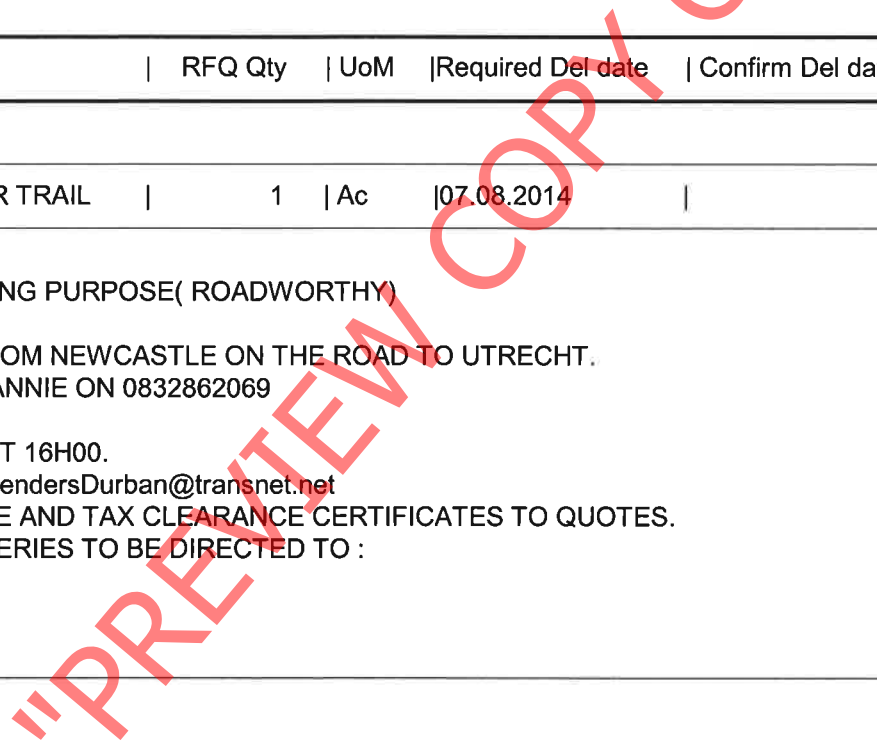 | RFQ Qty | UoM |Required Del date | Confirm Del da
R TRAIL | 1 | Ac |07.08.2014 |
NG PURPOSE( ROADWORTHY)
OM NEWCASTLE ON THE ROAD TO UTRECHT.
ANNIE ON 0832862069
T 16H00.
endersDurban@transnet.net
E AND TAX CLEARANCE CERTIFICATES TO QUOTES.
ERIES TO BE DIRECTED TO :
"PREVIEW COPY